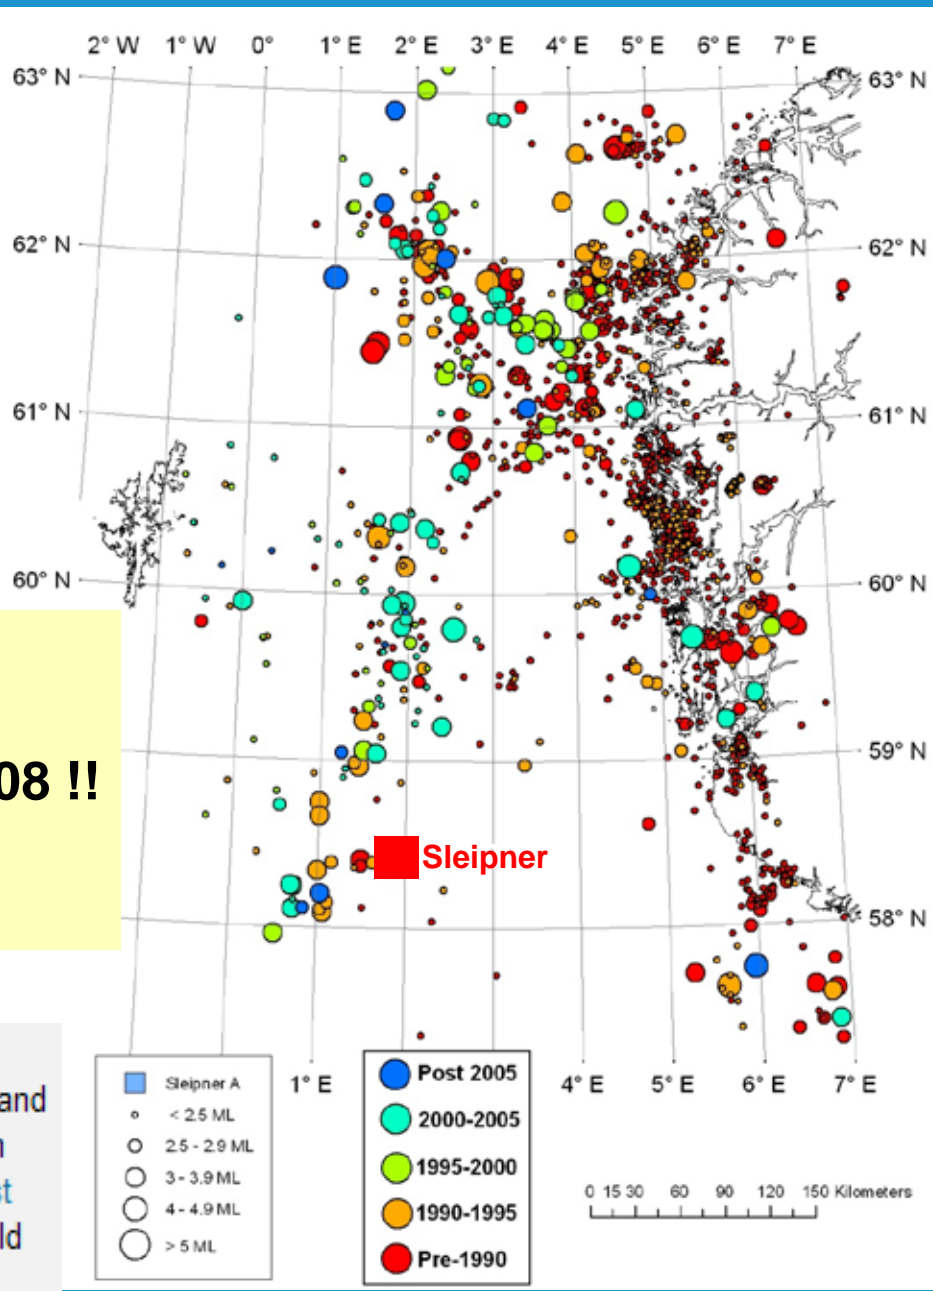 2° W 1° W 0° 1° E 2° E 3° E 4° E 5° E 6° E 7° E
63° N 63° N
62° N 62° N
61° N 61° N
60° N 60° N
59° N
08 !!
Sleipner
58° N
1° E 4° E 5° E 6° E 7° E
and
Sleipner A
< 2.5 ML
2.5 - 2.9 ML
3 - 3.9 ML
4 - 4.9 ML
> 5 ML
Post 2005
2000-2005
1995-2000
1990-1995
Pre-1990
0 15 30 60 90 120 150 Kilometers